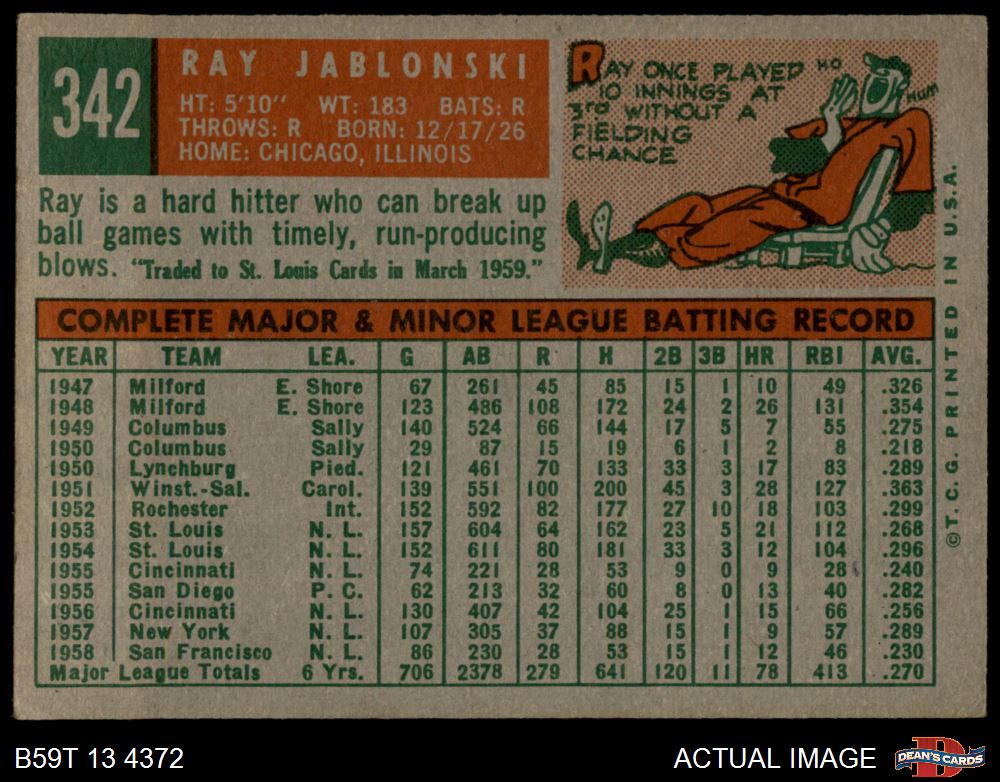 342
RAY JABLONSKI
HT: 5'10" WT: 183 BATS: R
THROWS: R BORN: 12/17/26
HOME: CHICAGO, ILLINOIS
RAY ONCE PLAYED
10 INNINGS AT
3rd WITHOUT A
FIELDING
CHANCE
HO
HUM
Ray is a hard hitter who can break up
ball games with timely, run-producing
blows. "Traded to St. Louis Cards in March 1959."
COMPLETE MAJOR & MINOR LEAGUE BATTING RECORD
YEAR TEAM LEA. G AB R H 2B 3B HR RBI AVG.
1947 Milford E. Shore 67 261 45 85 15 1 10 49 .326
1948 Milford E. Shore 123 486 108 172 24 2 26 131 .354
1949 Columbus Sally 140 524 66 144 17 5 7 55 .275
1950 Columbus Sally 29 87 15 19 6 1 2 8 .218
1950 Lynchburg Pied. 121 461 70 133 33 3 17 83 .289
1951 Winst.-Sal. Carol. 139 551 100 200 45 3 28 127 .363
1952 Rochester Int. 152 592 82 177 27 10 18 103 .299
1953 St. Louis N. L. 157 604 64 162 23 5 21 112 .268
1954 St. Louis N. L. 152 611 80 181 33 3 12 104 .296
1955 Cincinnati N. L. 74 221 28 53 9 0 9 28 .240
1955 San Diego P. C. 62 213 32 60 8 0 13 40 .282
1956 Cincinnati N. L. 130 407 42 104 25 1 15 66 .256
1957 New York N. L. 107 305 37 88 15 1 9 57 .289
1958 San Francisco N. L. 86 230 28 53 15 1 12 46 .230
Major League Totals 6 Yrs. 706 2378 279 641 120 11 78 413 .270
©T. C. G. PRINTED IN U.S.A.
B59T 13 4372
ACTUAL IMAGE
D
DEAN'S CARDS